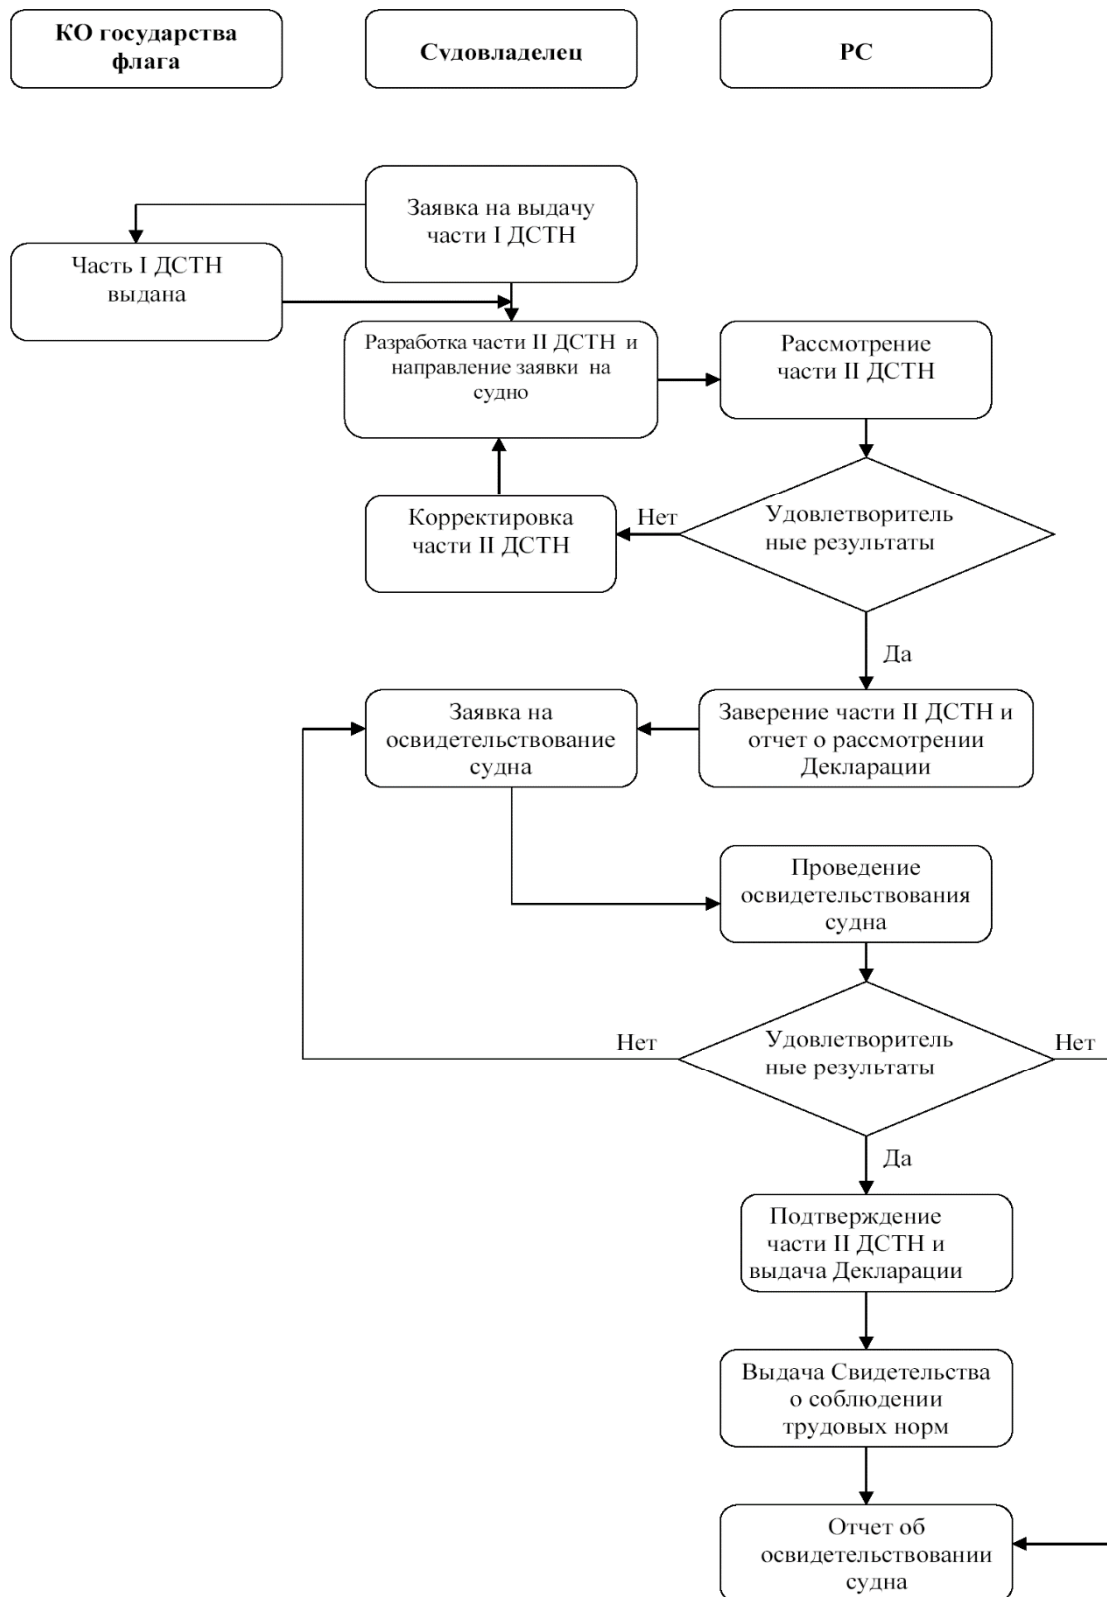 КО государства
флага
Судовладелец
РС
Заявка на выдачу
части I ДСТН
Часть I ДСТН
выдана
Разработка части II ДСТН и
направление заявки на
судно
Рассмотрение
части II ДСТН
Корректировка
части II ДСТН
Нет
Удовлетворитель
ные результаты
Да
Заявка на
освидетельствование
судна
Заверение части II ДСТН и
отчет о рассмотрении
Декларации
Проведение
освидетельствования
судна
Нет
Удовлетворитель
ные результаты
Нет
Да
Подтверждение
части II ДСТН и
выдача Декларации
Выдача Свидетельства
о соблюдении
трудовых норм
Отчет об
освидетельствовании
судна